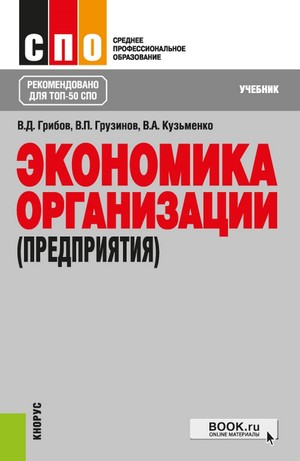 СПО
СРЕДНЕЕ
ПРОФЕССИОНАЛЬНОЕ
ОБРАЗОВАНИЕ
РЕКОМЕНДОВАНО
ДЛЯ ТОП-50 СПО
УЧЕБНИК
В.Д. Грибов, В.П. Грузинов, В.А. Кузьменко
ЭКОНОМИКА
ОРГАНИЗАЦИИ
(ПРЕДПРИЯТИЯ)
КНОРУС
BOOK.ru
ONLINE МАТЕРИАЛЫ